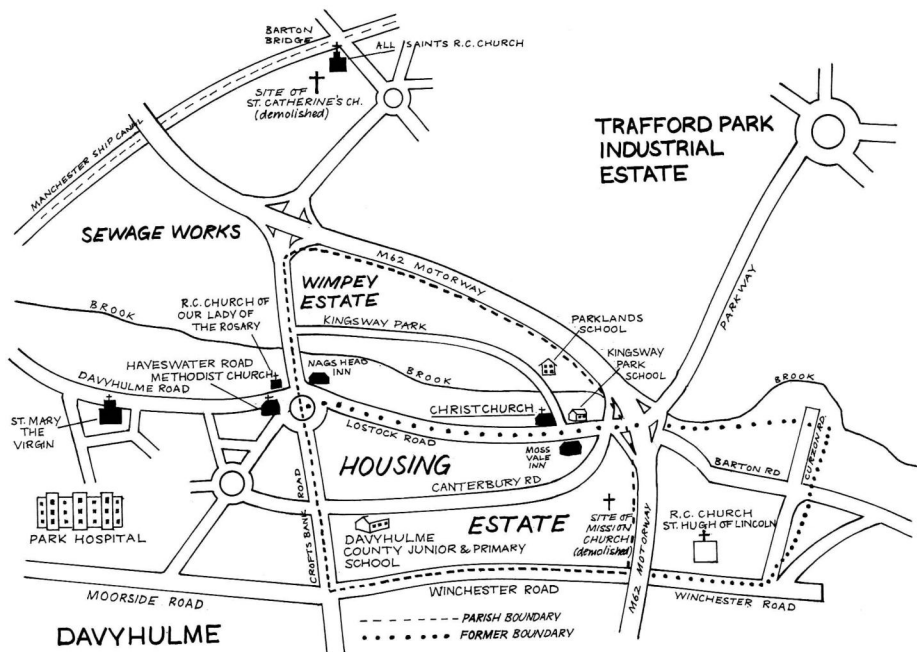 BARTON
BRIDGE
ALL SAINTS R.C. CHURCH
SITE OF
ST. CATHERINE'S CH.
(demolished)
MANCHESTER SHIP CANAL
TRAFFORD PARK
INDUSTRIAL
ESTATE
SEWAGE WORKS
M62 MOTORWAY
PARKWAY
WIMPEY
ESTATE
R.C. CHURCH OF
OUR LADY OF
THE ROSARY
BROOK
KINGSWAY PARK
PARKLANDS
SCHOOL
KINGSWAY
PARK
SCHOOL
HAYESWATER ROAD
METHODIST CHURCH
DAVYHULME ROAD
NAGS HEAD
INN
BROOK
BROOK
ST. MARY
THE
VIRGIN
CHRISTCHURCH
LOSTOCK ROAD
MOSS
VALE
INN
CURZON RD.
BARTON RD
HOUSING
CANTERBURY RD
ESTATE
PARK HOSPITAL
CROFTS BANK ROAD
DAVYHULME
COUNTY JUNIOR & PRIMARY
SCHOOL
SITE OF
MISSION
CHURCH
(demolished)
R.C. CHURCH
ST. HUGH OF LINCOLN
M62 MOTORWAY
MOORSIDE ROAD
WINCHESTER ROAD
WINCHESTER ROAD
DAVYHULME
PARISH BOUNDARY
FORMER BOUNDARY